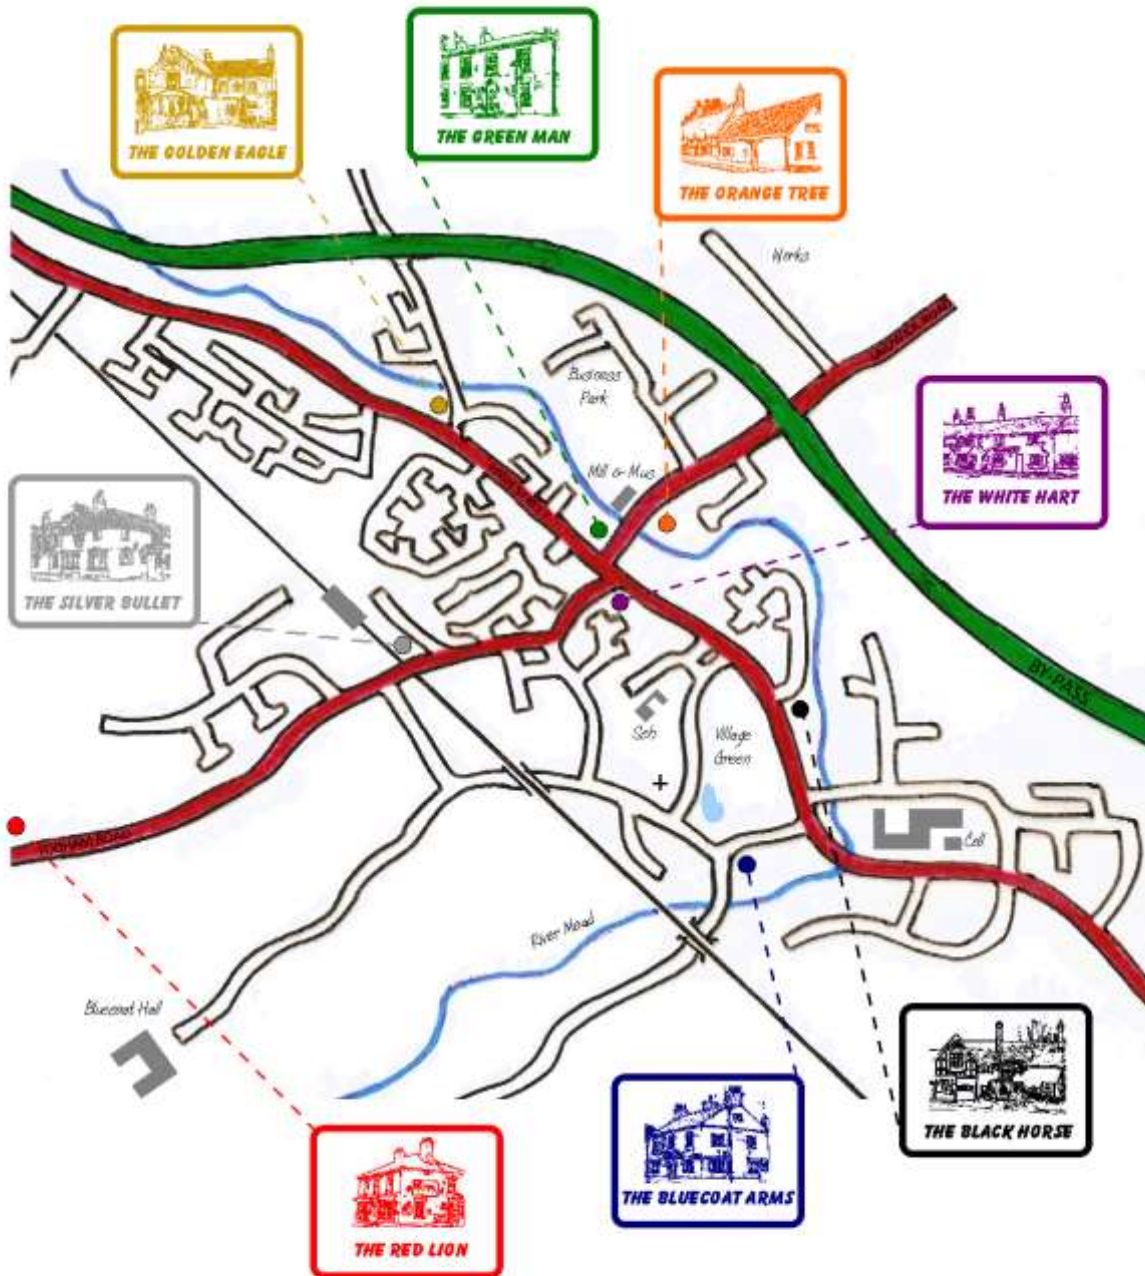 THE GOLDEN EAGLE
THE GREEN MAN
THE ORANGE TREE
Works
Business
Park
THE WHITE HART
Mill & Mus
THE SILVER BULLET
BY-PASS
Sch
Village
Green
Coll
River Mead
Bluecoat Hall
THE BLACK HORSE
THE BLUECOAT ARMS
THE RED LION